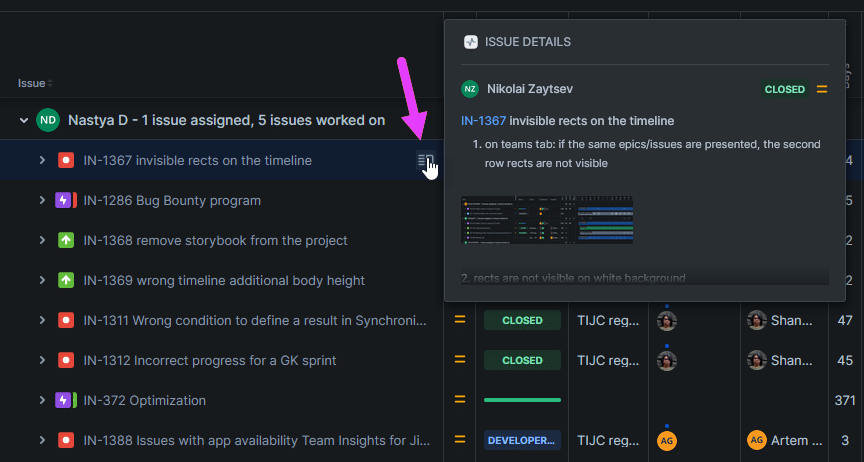 ISSUE DETAILS
Issue
NZ Nikolai Zaytsev CLOSED
IN-1367 invisible rects on the timeline
1. on teams tab: if the same epics/issues are presented, the second
row rects are not visible
2. rects are not visible on white background
ND Nastya D - 1 issue assigned, 5 issues worked on
IN-1367 invisible rects on the timeline 4
IN-1286 Bug Bounty program 5
IN-1368 remove storybook from the project 2
IN-1369 wrong timeline additional body height 2
IN-1311 Wrong condition to define a result in Synchroni... CLOSED TIJC reg... Shan... 47
IN-1312 Incorrect progress for a GK sprint CLOSED TIJC reg... Shan... 45
IN-372 Optimization 371
IN-1388 Issues with app availability Team Insights for Ji... DEVELOPER... TIJC reg... AG AG Artem ... 3